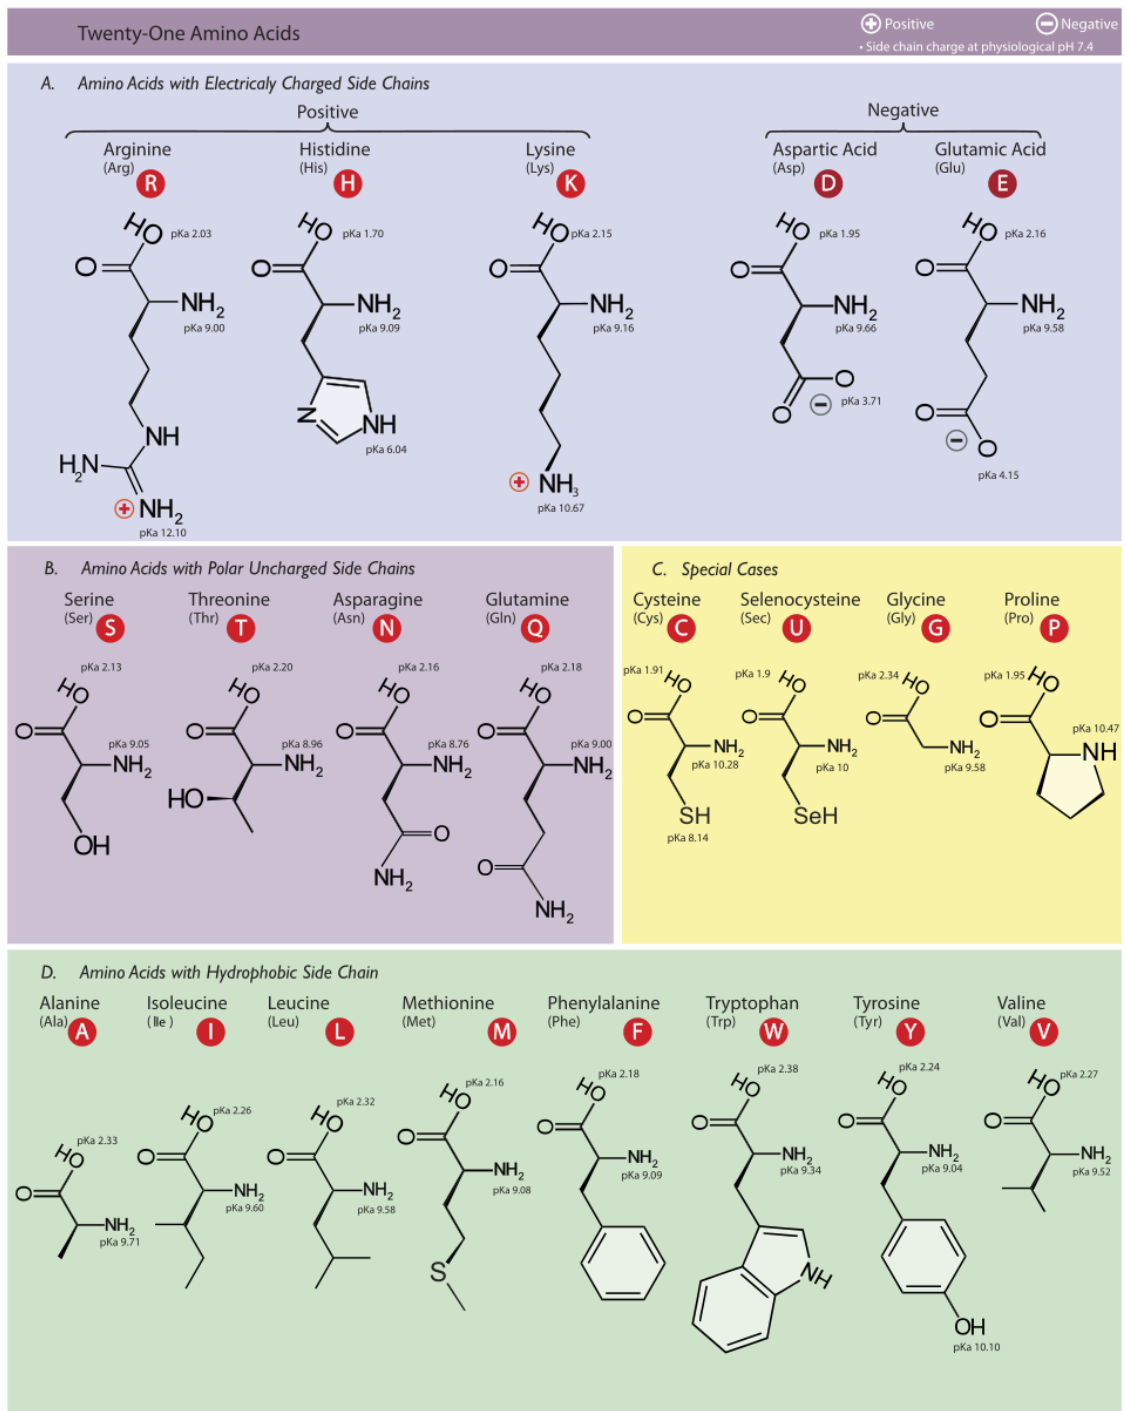 Twenty-One Amino Acids
+ Positive
− Negative
• Side chain charge at physiological pH 7.4
A. Amino Acids with Electricaly Charged Side Chains
Positive
Negative
Arginine
(Arg)
R
Histidine
(His)
H
Lysine
(Lys)
K
Aspartic Acid
(Asp)
D
Glutamic Acid
(Glu)
E
HO
pKa 2.03
O
NH2
pKa 9.00
NH
H2N
+ NH2
pKa 12.10
HO
pKa 1.70
O
NH2
pKa 9.09
N
NH
pKa 6.04
HO
pKa 2.15
O
NH2
pKa 9.16
+ NH3
pKa 10.67
HO
pKa 1.95
O
NH2
pKa 9.66
O
O
−
pKa 3.71
HO
pKa 2.16
O
NH2
pKa 9.58
O
−
O
pKa 4.15
B. Amino Acids with Polar Uncharged Side Chains
Serine
(Ser)
S
Threonine
(Thr)
T
Asparagine
(Asn)
N
Glutamine
(Gln)
Q
pKa 2.13
HO
O
pKa 9.05
NH2
OH
pKa 2.20
HO
O
pKa 8.96
NH2
HO
pKa 2.16
HO
O
pKa 8.76
NH2
O
NH2
pKa 2.18
HO
O
pKa 9.00
NH2
O
NH2
C. Special Cases
Cysteine
(Cys)
C
Selenocysteine
(Sec)
U
Glycine
(Gly)
G
Proline
(Pro)
P
pKa 1.91
HO
O
NH2
pKa 10.28
SH
pKa 8.14
pKa 1.9
HO
O
NH2
pKa 10
SeH
pKa 2.34
HO
O
NH2
pKa 9.58
pKa 1.95
HO
O
pKa 10.47
NH
D. Amino Acids with Hydrophobic Side Chain
Alanine
(Ala)
A
Isoleucine
(Ile)
I
Leucine
(Leu)
L
Methionine
(Met)
M
Phenylalanine
(Phe)
F
Tryptophan
(Trp)
W
Tyrosine
(Tyr)
Y
Valine
(Val)
V
pKa 2.33
HO
O
NH2
pKa 9.71
pKa 2.26
HO
O
NH2
pKa 9.60
pKa 2.32
HO
O
NH2
pKa 9.58
pKa 2.16
HO
O
NH2
pKa 9.08
S
pKa 2.18
HO
O
NH2
pKa 9.09
pKa 2.38
HO
O
NH2
pKa 9.34
NH
pKa 2.24
HO
O
NH2
pKa 9.04
OH
pKa 10.10
pKa 2.27
HO
O
NH2
pKa 9.52